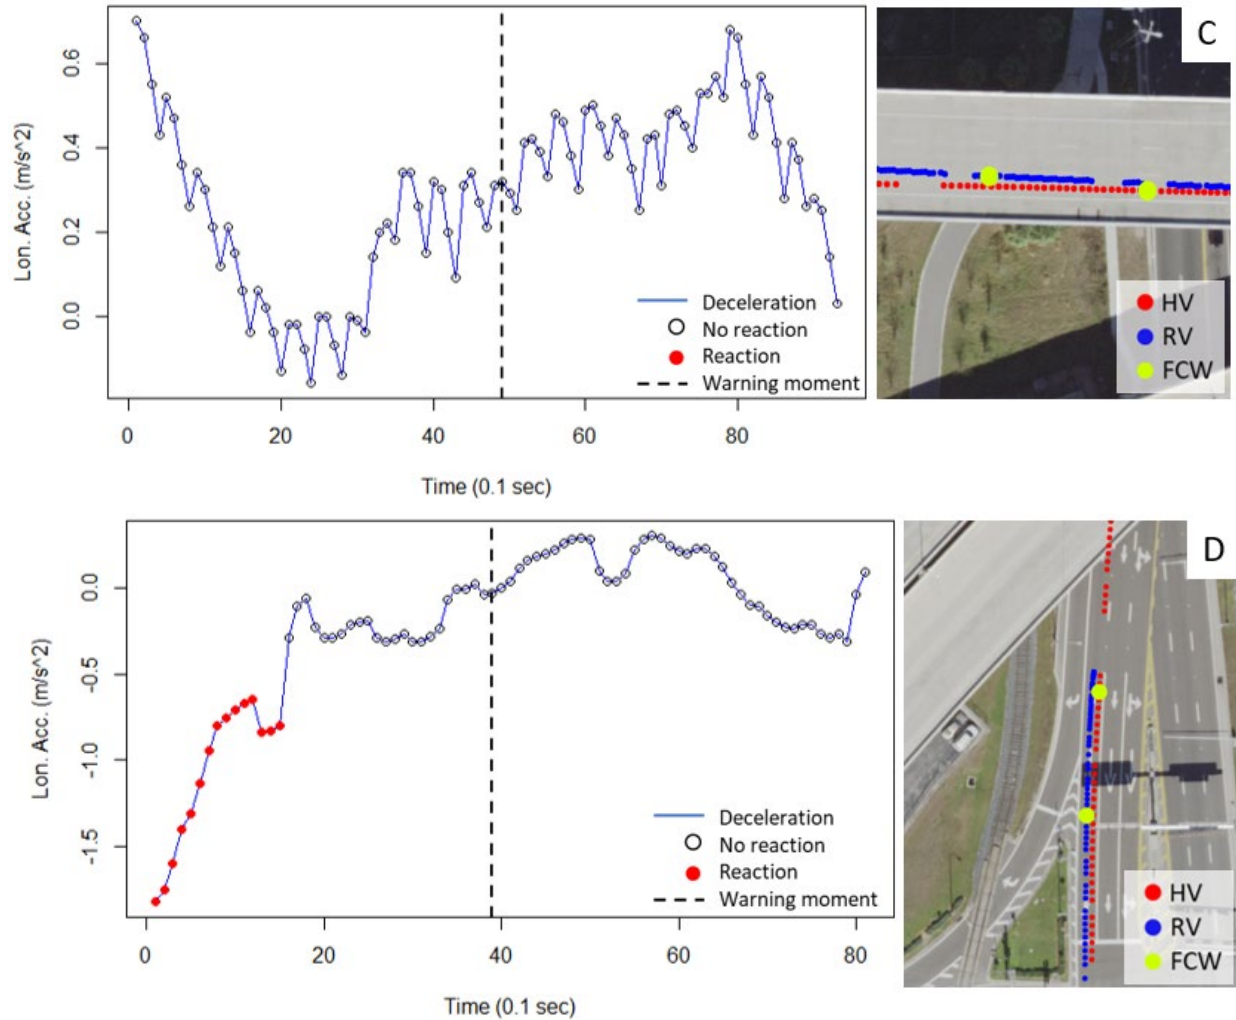 C
Lon. Acc. (m/s^2)
0.6
0.4
0.2
0.0
Deceleration
No reaction
Reaction
Warning moment
0 20 40 60 80
Time (0.1 sec)
HV
RV
FCW
D
Lon. Acc. (m/s^2)
0.0
-0.5
-1.0
-1.5
Deceleration
No reaction
Reaction
Warning moment
0 20 40 60 80
Time (0.1 sec)
HV
RV
FCW